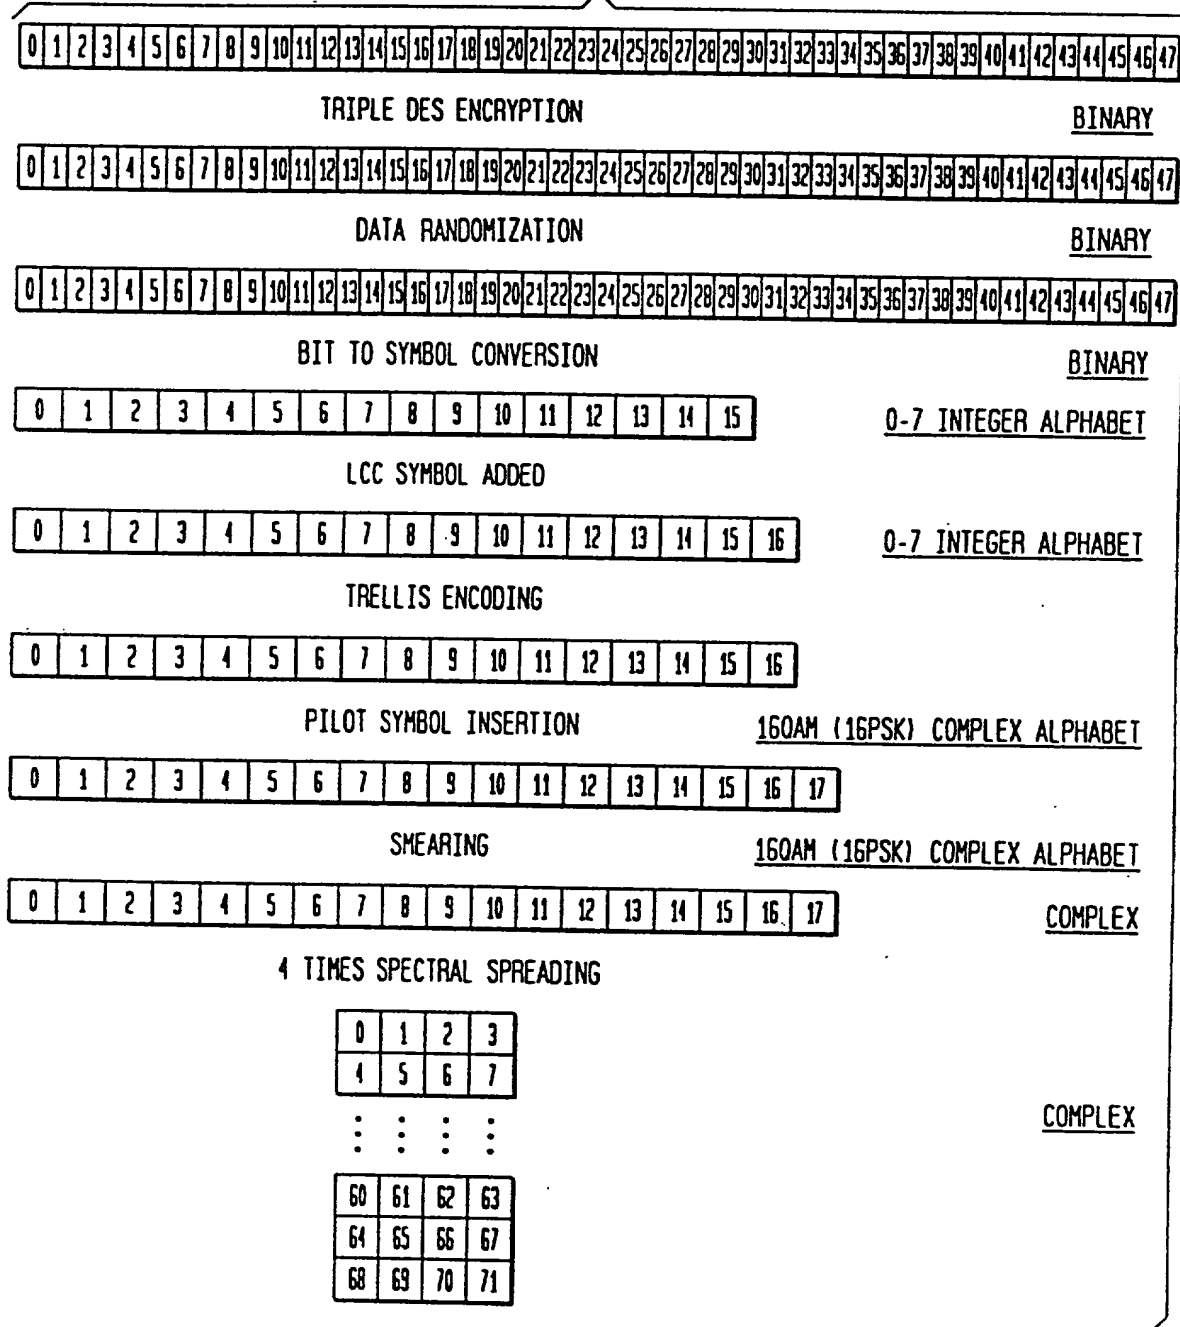 0 1 2 3 4 5 6 7 8 9 10 11 12 13 14 15 16 17 18 19 20 21 22 23 24 25 26 27 28 29 30 31 32 33 34 35 36 37 38 39 40 41 42 43 44 45 46 47
TRIPLE DES ENCRYPTION BINARY
0 1 2 3 4 5 6 7 8 9 10 11 12 13 14 15 16 17 18 19 20 21 22 23 24 25 26 27 28 29 30 31 32 33 34 35 36 37 38 39 40 41 42 43 44 45 46 47
DATA RANDOMIZATION BINARY
0 1 2 3 4 5 6 7 8 9 10 11 12 13 14 15 16 17 18 19 20 21 22 23 24 25 26 27 28 29 30 31 32 33 34 35 36 37 38 39 40 41 42 43 44 45 46 47
BIT TO SYMBOL CONVERSION BINARY
0 1 2 3 4 5 6 7 8 9 10 11 12 13 14 15 0-7 INTEGER ALPHABET
LCC SYMBOL ADDED
0 1 2 3 4 5 6 7 8 9 10 11 12 13 14 15 16 0-7 INTEGER ALPHABET
TRELLIS ENCODING
0 1 2 3 4 5 6 7 8 9 10 11 12 13 14 15 16
PILOT SYMBOL INSERTION 16QAM (16PSK) COMPLEX ALPHABET
0 1 2 3 4 5 6 7 8 9 10 11 12 13 14 15 16 17
SMEARING 16QAM (16PSK) COMPLEX ALPHABET
0 1 2 3 4 5 6 7 8 9 10 11 12 13 14 15 16 17 COMPLEX
4 TIMES SPECTRAL SPREADING
0 1 2 3
4 5 6 7
COMPLEX
60 61 62 63
64 65 66 67
68 69 70 71